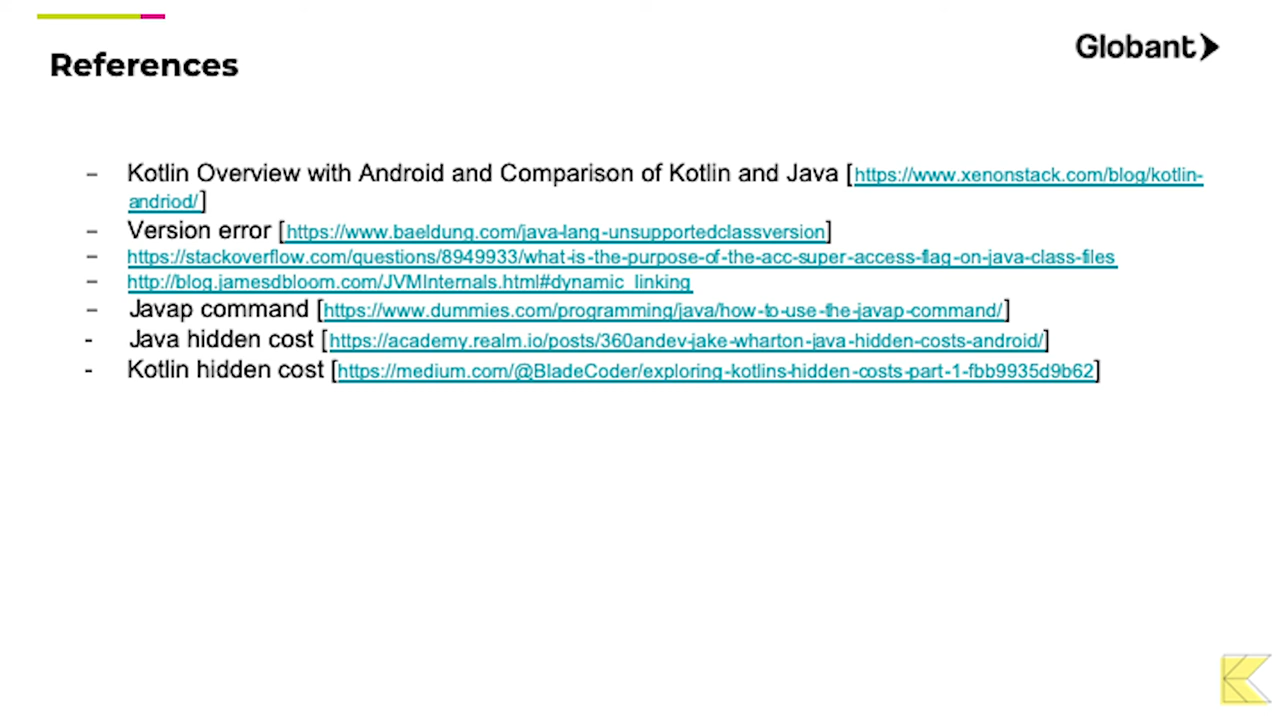 Globant
References
- Kotlin Overview with Android and Comparison of Kotlin and Java [https://www.xenonstack.com/blog/kotlin-
andriod/]
- Version error [https://www.baeldung.com/java-lang-unsupportedclassversion]
- https://stackoverflow.com/questions/8949933/what-is-the-purpose-of-the-acc-super-access-flag-on-java-class-files
- http://blog.jamesdbloom.com/JVMInternals.html#dynamic_linking
- Javap command [https://www.dummies.com/programming/java/how-to-use-the-javap-command/]
- Java hidden cost [https://academy.realm.io/posts/360andev-jake-wharton-java-hidden-costs-android/]
- Kotlin hidden cost [https://medium.com/@BladeCoder/exploring-kotlins-hidden-costs-part-1-fbb9935d9b62]